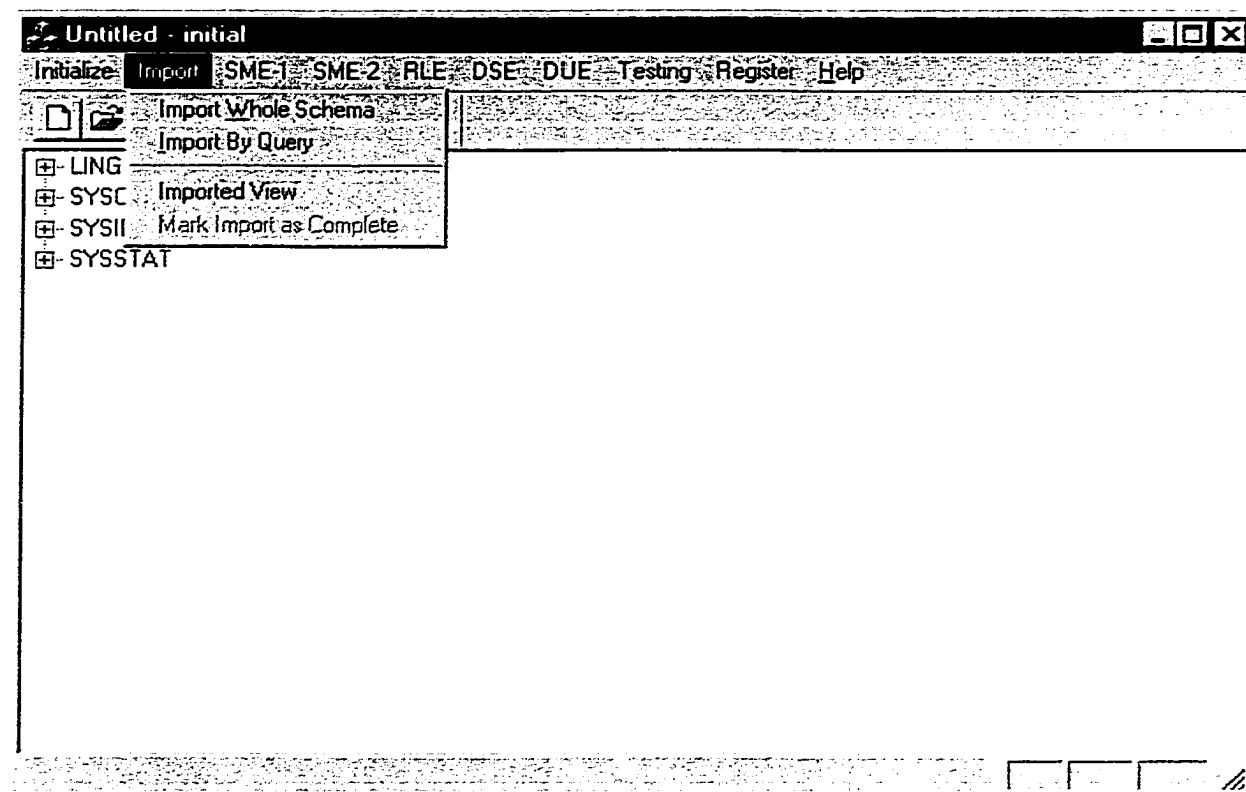 Untitled - initial
Initialize Import SME-1 SME-2 RLE DSE DUE Testing Register Help
Import Whole Schema
Import By Query
Imported View
Mark Import as Complete
LING
SYSC
SYSII
SYSSTAT